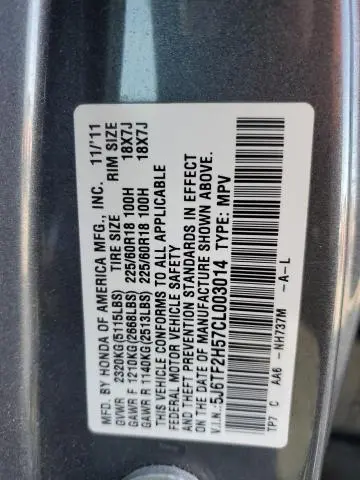 MFD. BY HONDA OF AMERICA MFG., INC. 11/'11
TIRE SIZE RIM SIZE
GVWR 2320KG(5115LBS)
GAWR F 1210KG(2668LBS) 225/60R18 100H 18X7J
GAWR R 1140KG(2513LBS) 225/60R18 100H 18X7J
THIS VEHICLE CONFORMS TO ALL APPLICABLE
FEDERAL MOTOR VEHICLE SAFETY
AND THEFT PREVENTION STANDARDS IN EFFECT
ON THE DATE OF MANUFACTURE SHOWN ABOVE.
V.I.N.:5J6TF2H57CL003014 TYPE: MPV
TP7 C AA6 -NH737M -A-L